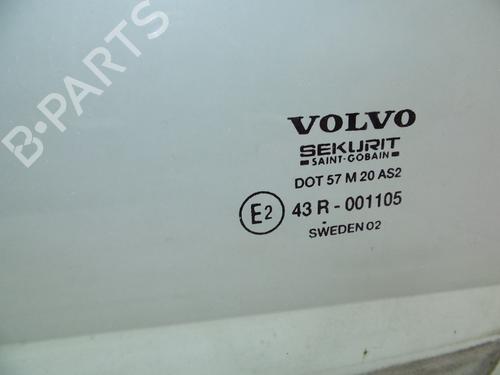 B-PARTS
VOLVO
SEKURIT
SAINT-GOBAIN
DOT 57 M 20 AS2
E2 43 R - 001105
SWEDEN 02